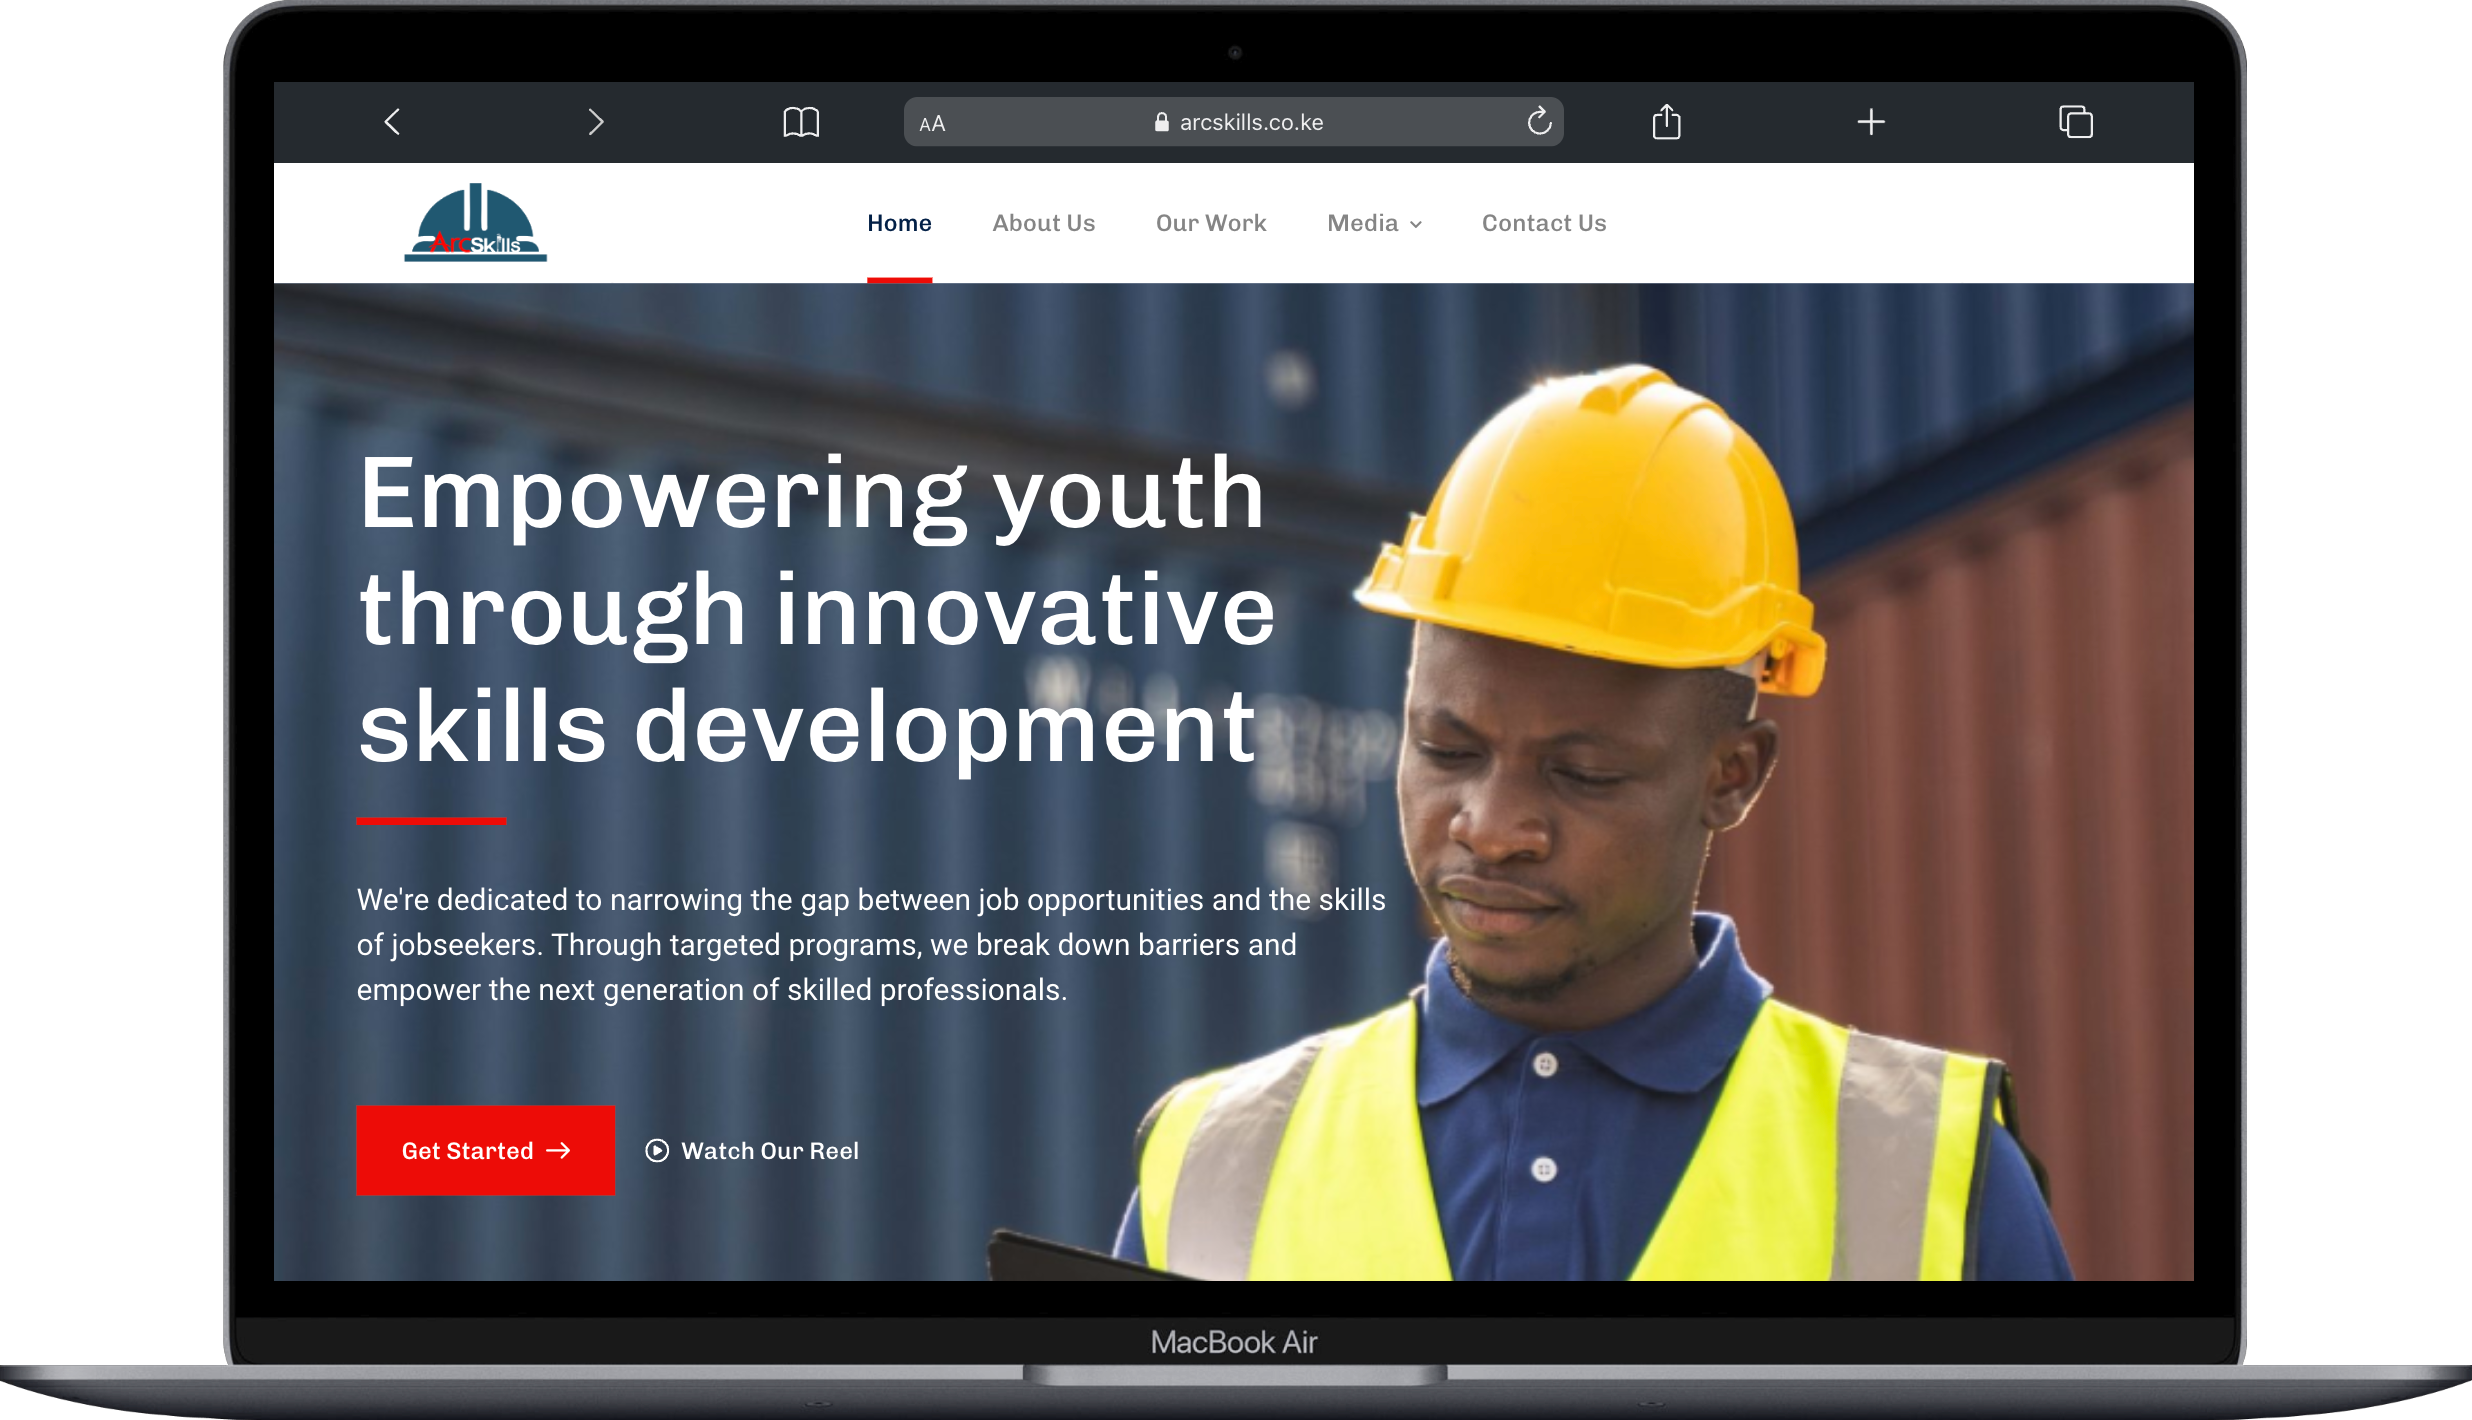 AA
arcskills.co.ke
ArcSkills
Home
About Us
Our Work
Media
Contact Us
Empowering youth
through innovative
skills development
We're dedicated to narrowing the gap between job opportunities and the skills
of jobseekers. Through targeted programs, we break down barriers and
empower the next generation of skilled professionals.
Get Started
Watch Our Reel
MacBook Air